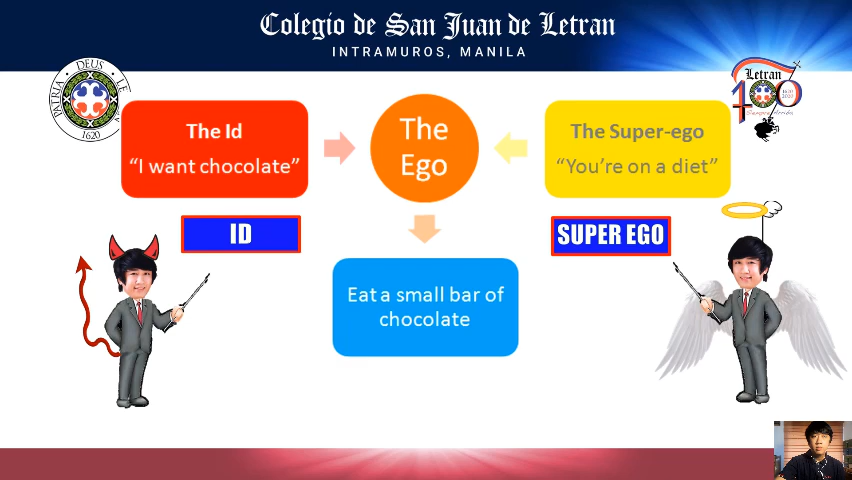 Colegio de San Juan de Letran
INTRAMUROS, MANILA
DEUS
PATRIA
LE
1620
Letran
The Id
"I want chocolate"
The
Ego
The Super-ego
"You're on a diet"
ID
SUPER EGO
Eat a small bar of
chocolate